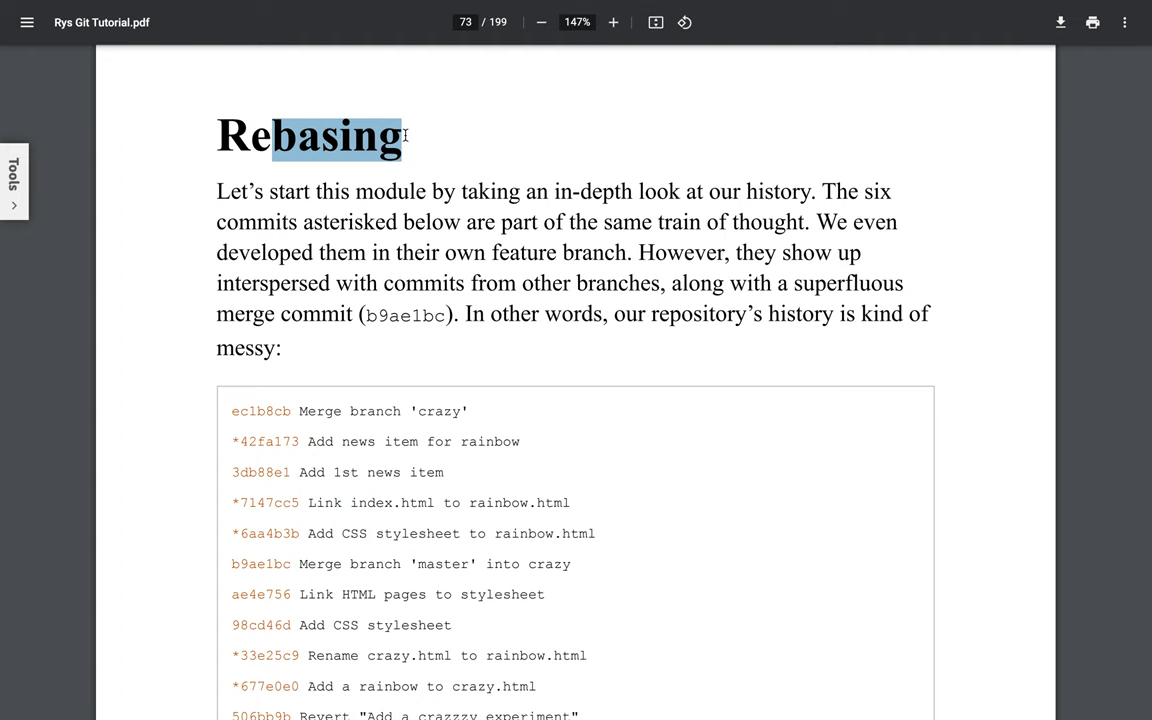 Rys Git Tutorial.pdf
73 / 199
147%
Tools
Rebasing
Let's start this module by taking an in-depth look at our history. The six
commits asterisked below are part of the same train of thought. We even
developed them in their own feature branch. However, they show up
interspersed with commits from other branches, along with a superfluous
merge commit (b9ae1bc). In other words, our repository's history is kind of
messy:
ec1b8cb Merge branch 'crazy'
*42fa173 Add news item for rainbow
3db88e1 Add 1st news item
*7147cc5 Link index.html to rainbow.html
*6aa4b3b Add CSS stylesheet to rainbow.html
b9ae1bc Merge branch 'master' into crazy
ae4e756 Link HTML pages to stylesheet
98cd46d Add CSS stylesheet
*33e25c9 Rename crazy.html to rainbow.html
*677e0e0 Add a rainbow to crazy.html
506bb9b Revert "Add a crazzzy experiment"